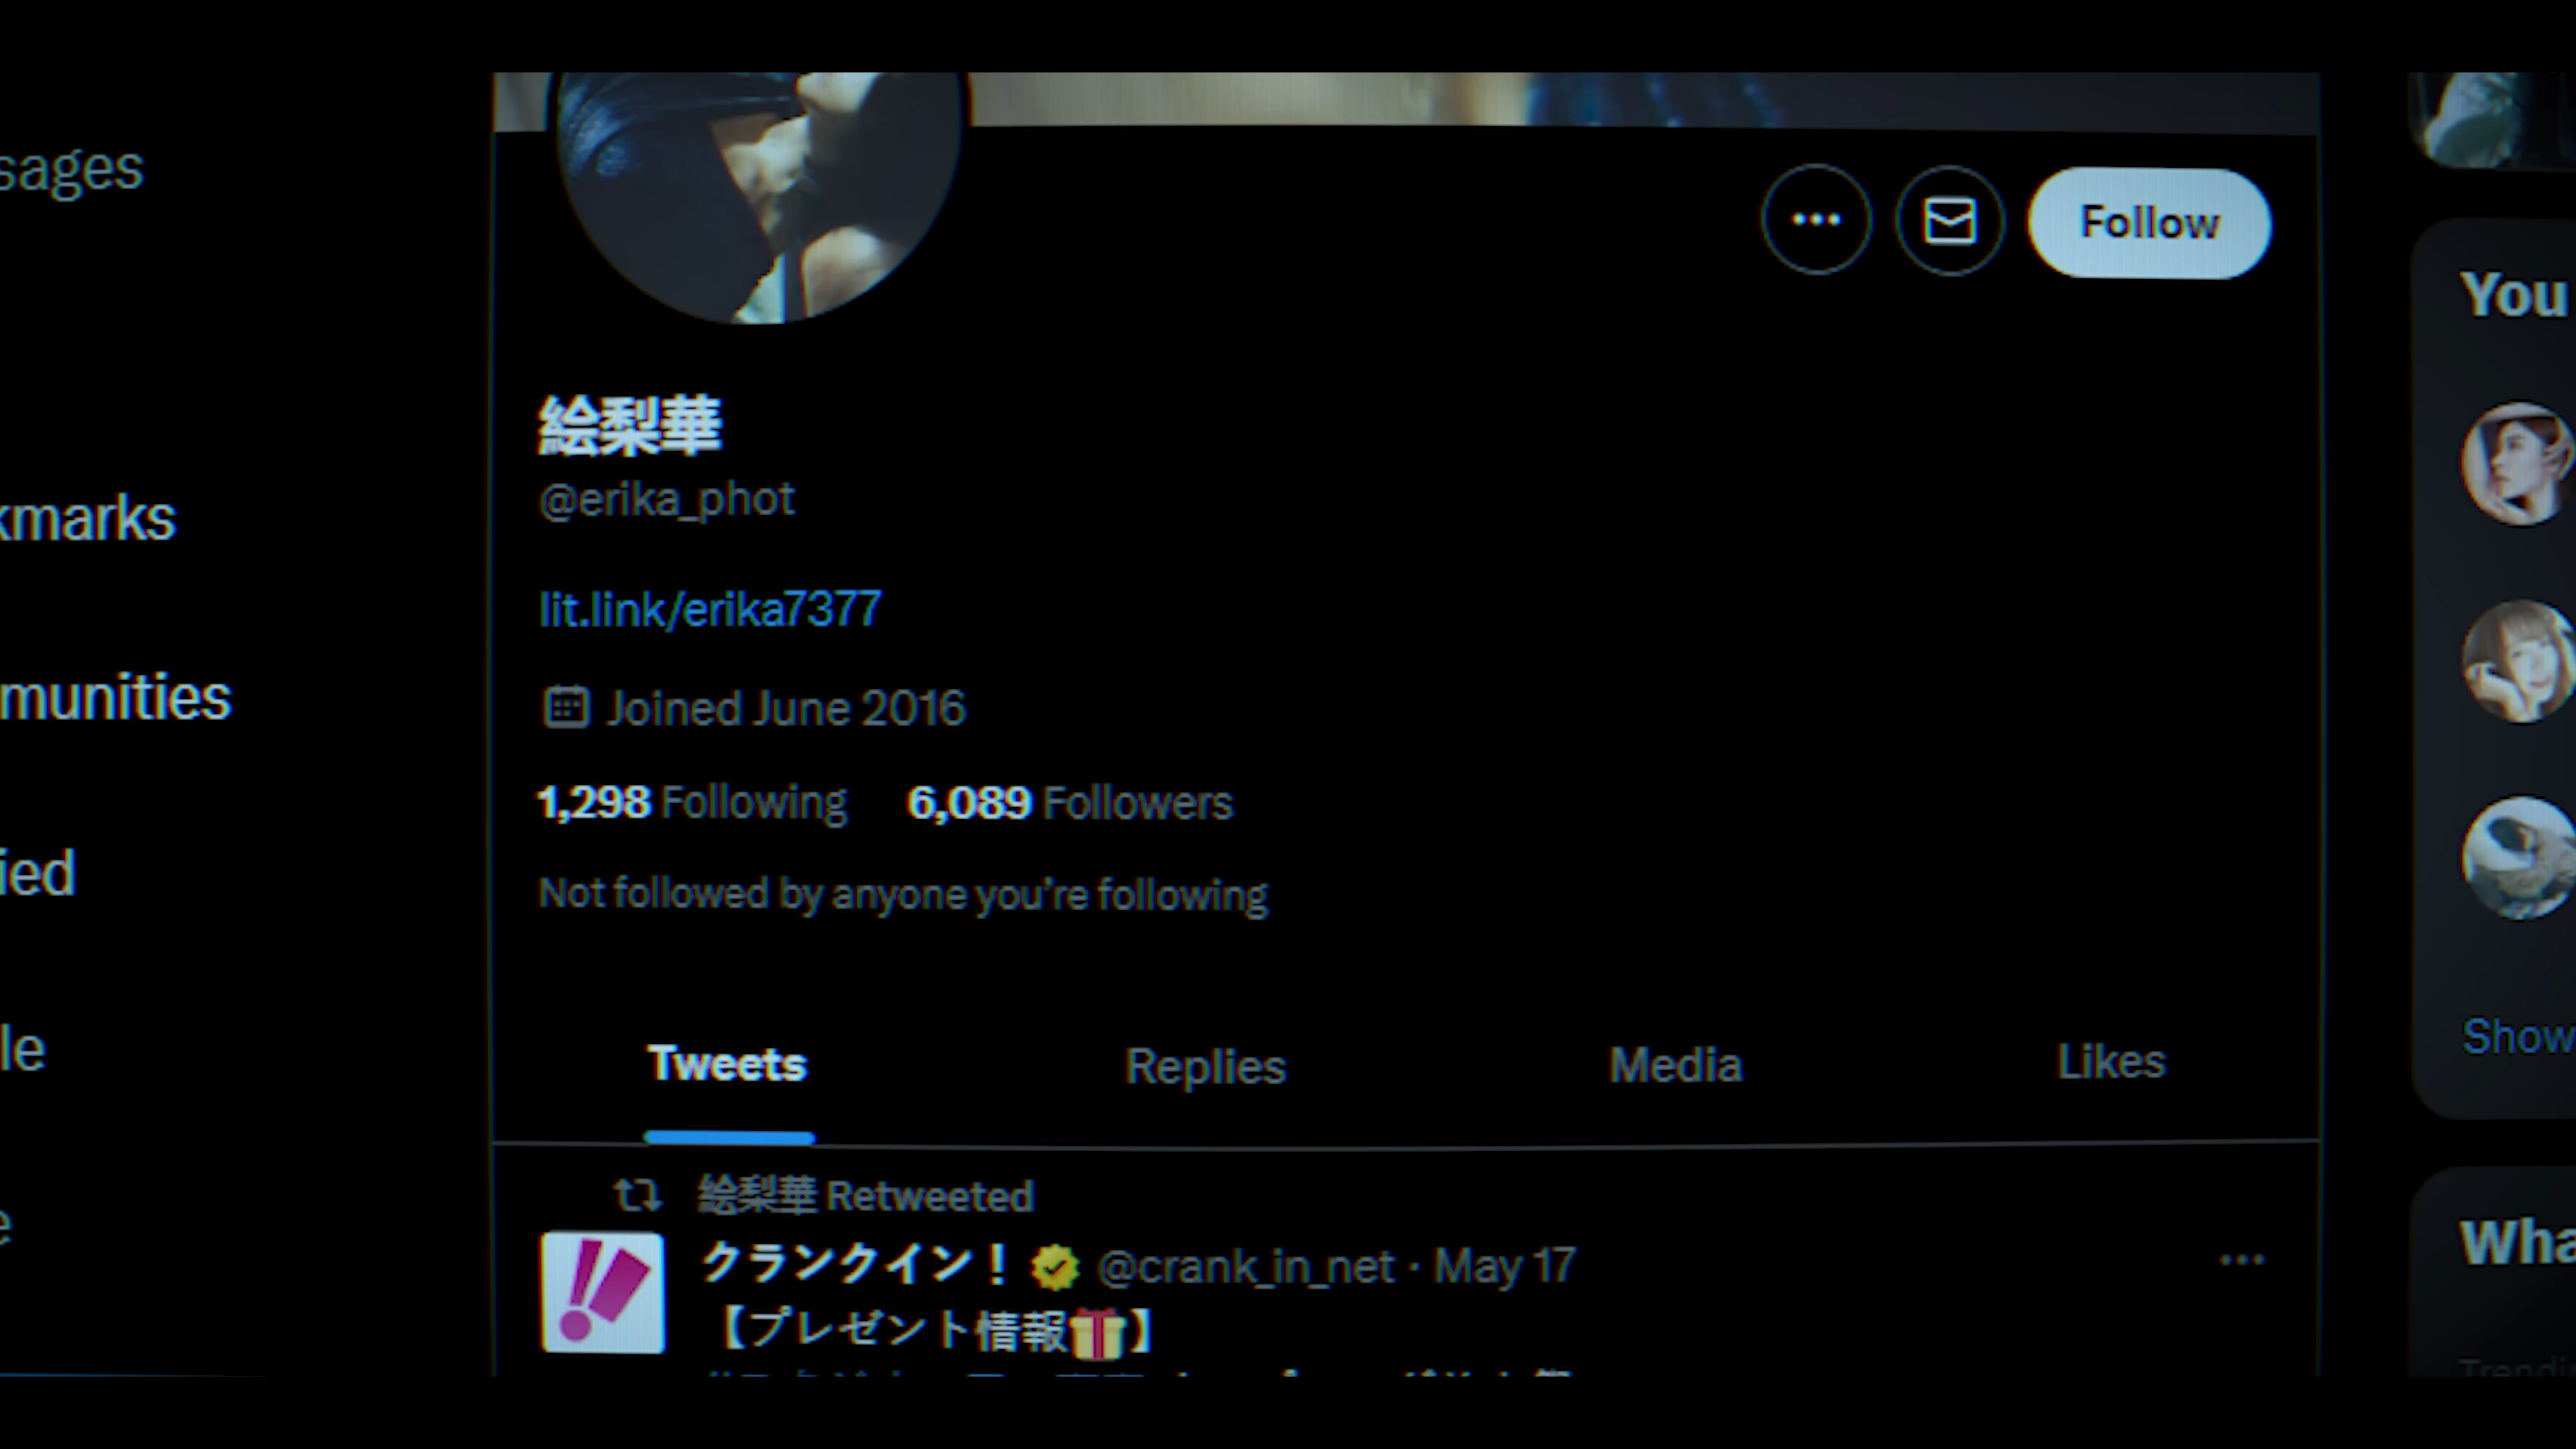 sages
kmarks
munities
ied
le
e
Follow
絵梨華
@erika_phot
lit.link/erika7377
Joined June 2016
1,298 Following 6,089 Followers
Not followed by anyone you're following
Tweets Replies Media Likes
絵梨華 Retweeted
クランクイン！ @crank_in_net · May 17
【プレゼント情報🎁】
You
Show
Wha
Trendi